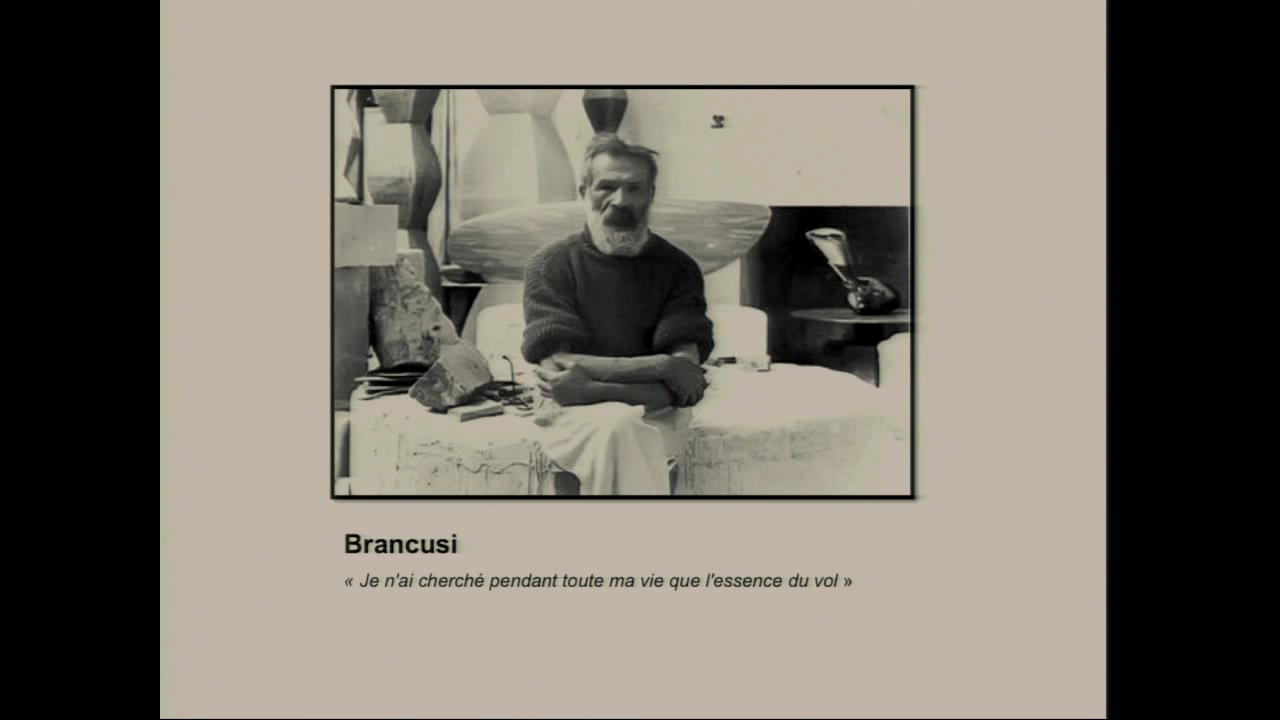 Brancusi
« Je n'ai cherché pendant toute ma vie que l'essence du vol »